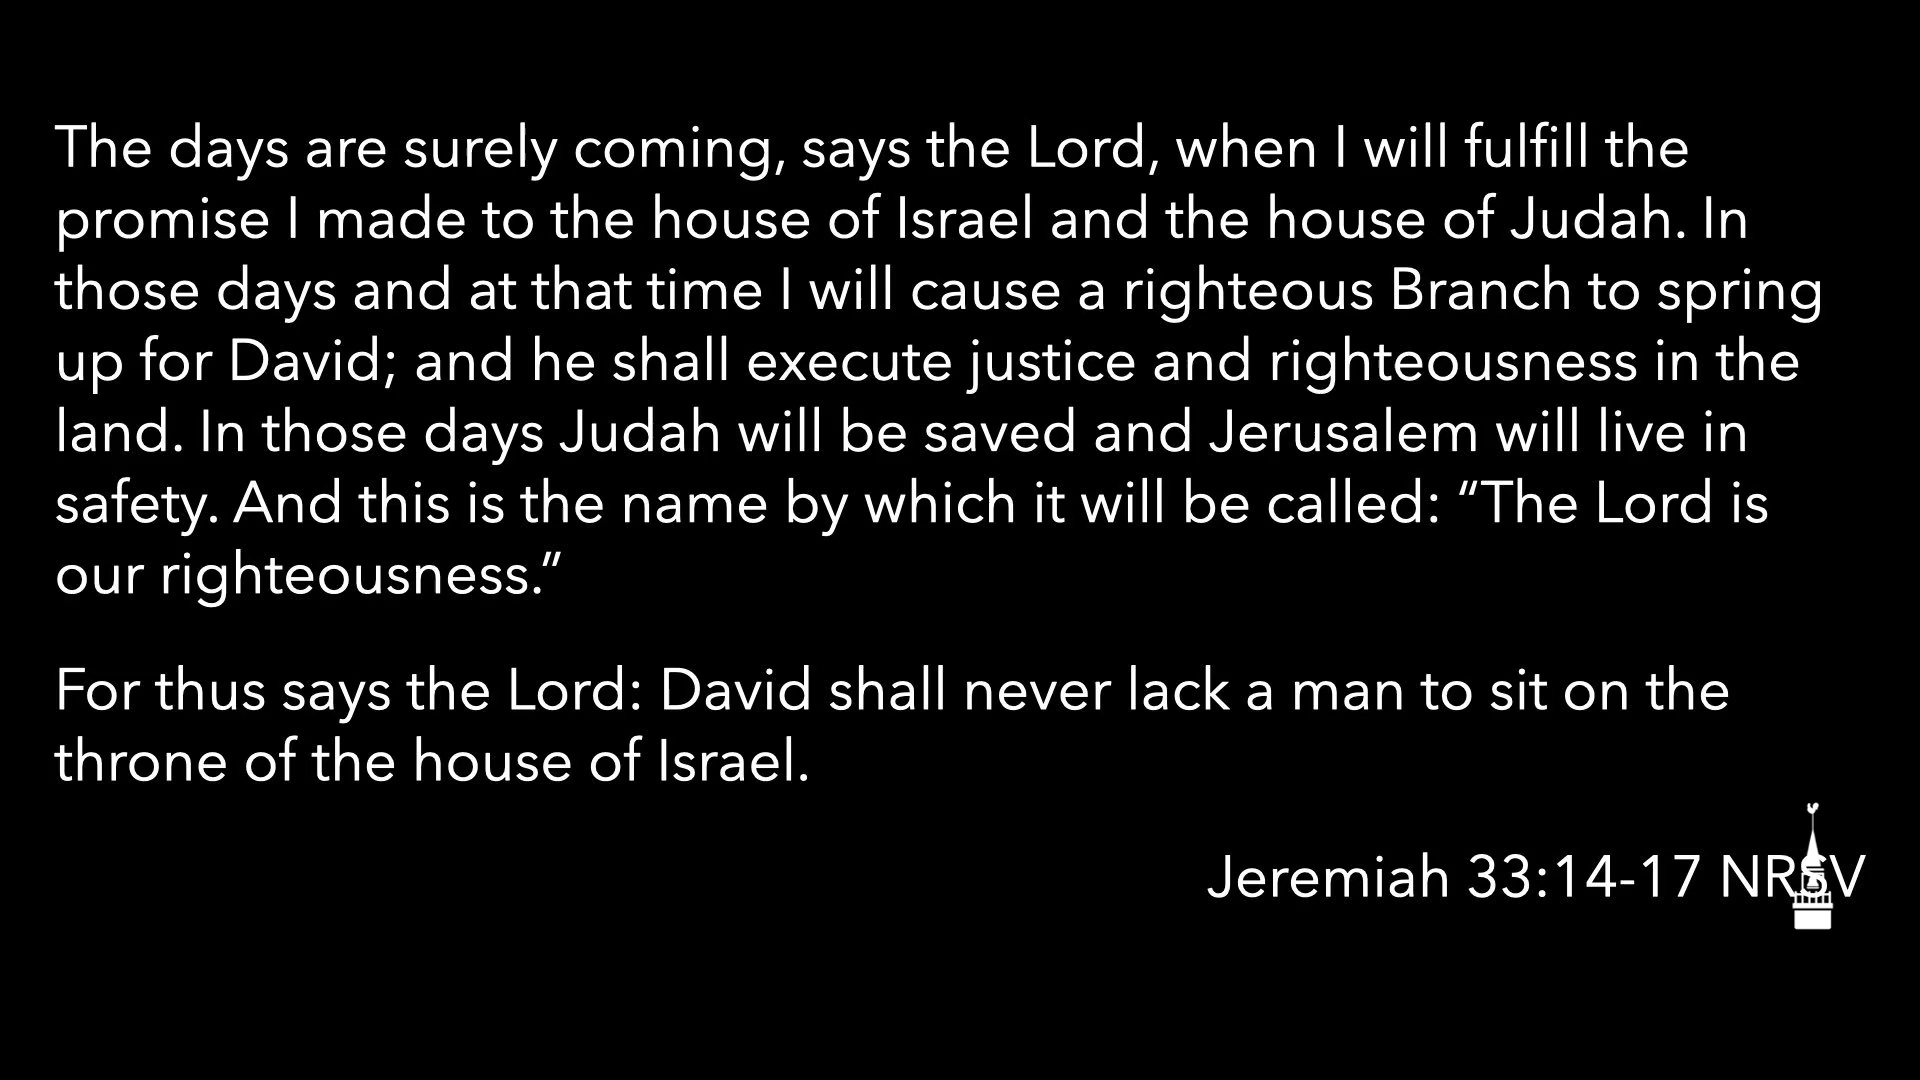 The days are surely coming, says the Lord, when I will fulfill the
promise I made to the house of Israel and the house of Judah. In
those days and at that time I will cause a righteous Branch to spring
up for David; and he shall execute justice and righteousness in the
land. In those days Judah will be saved and Jerusalem will live in
safety. And this is the name by which it will be called: “The Lord is
our righteousness.”
For thus says the Lord: David shall never lack a man to sit on the
throne of the house of Israel.
Jeremiah 33:14-17 NRSV